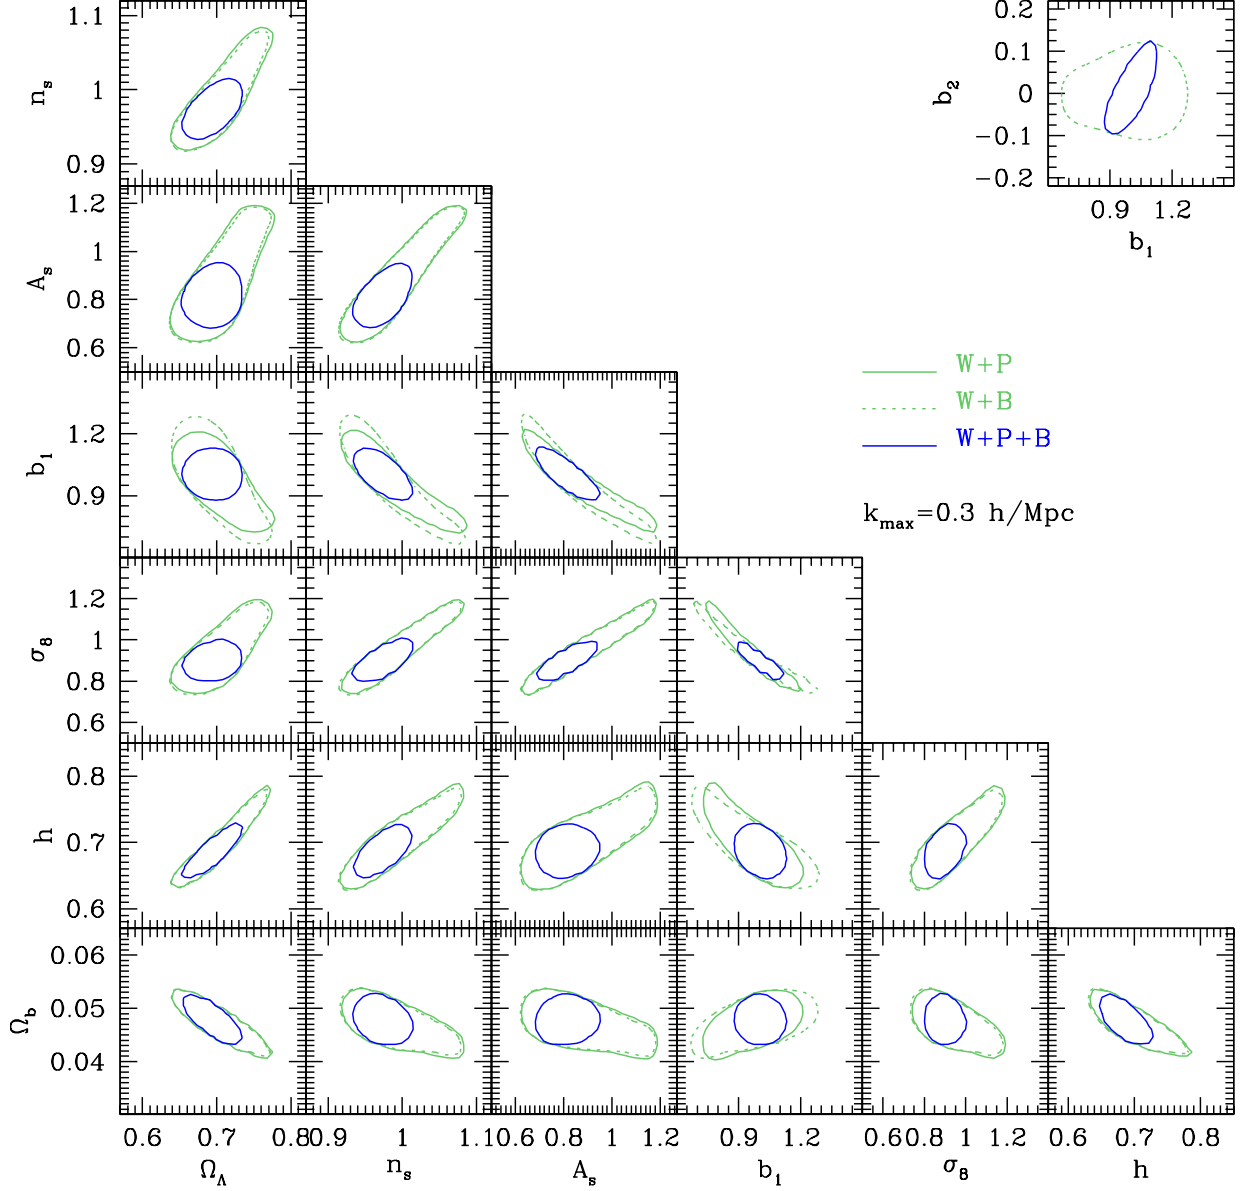 1.1
n_s
1
0.9
0.2
0.1
b_2
0
−0.1
−0.2
0.9 1.2
b_1
1.2
1
A_s
0.8
0.6
W+P
W+B
W+P+B
k_max=0.3 h/Mpc
1.2
b_1
0.9
1.2
1
σ_8
0.8
0.6
0.8
h
0.7
0.6
0.06
0.05
Ω_b
0.04
0.6 0.7 0.8 0.9 1 1.1 0.6 0.8 1 1.2 0.9 1.2 0.6 0.8 1 1.2 0.6 0.7 0.8
Ω_Λ n_s A_s b_1 σ_8 h